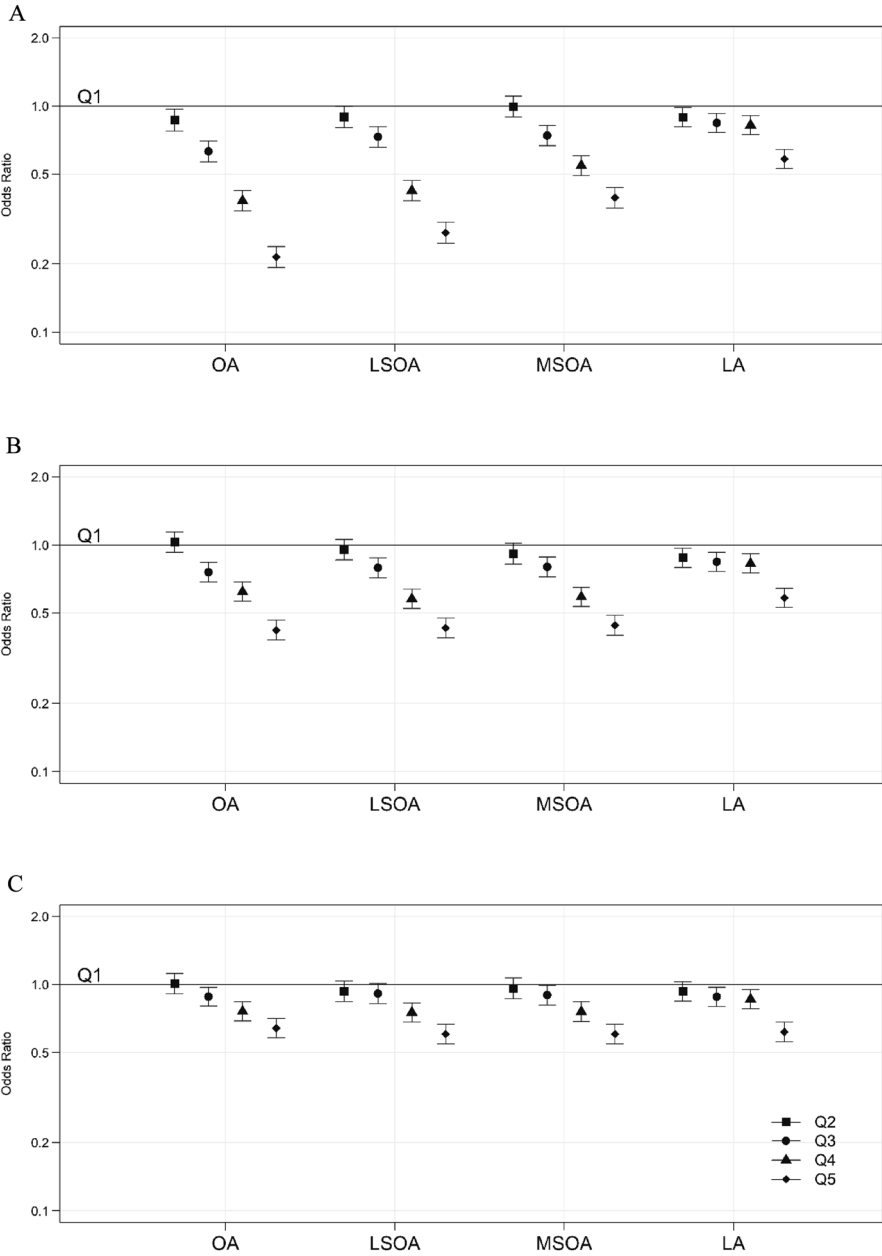 A
2.0
Q1
1.0
0.5
0.2
0.1
Odds Ratio
OA LSOA MSOA LA
B
2.0
Q1
1.0
0.5
0.2
0.1
Odds Ratio
OA LSOA MSOA LA
C
2.0
Q1
1.0
0.5
0.2
0.1
Odds Ratio
Q2
Q3
Q4
Q5
OA LSOA MSOA LA